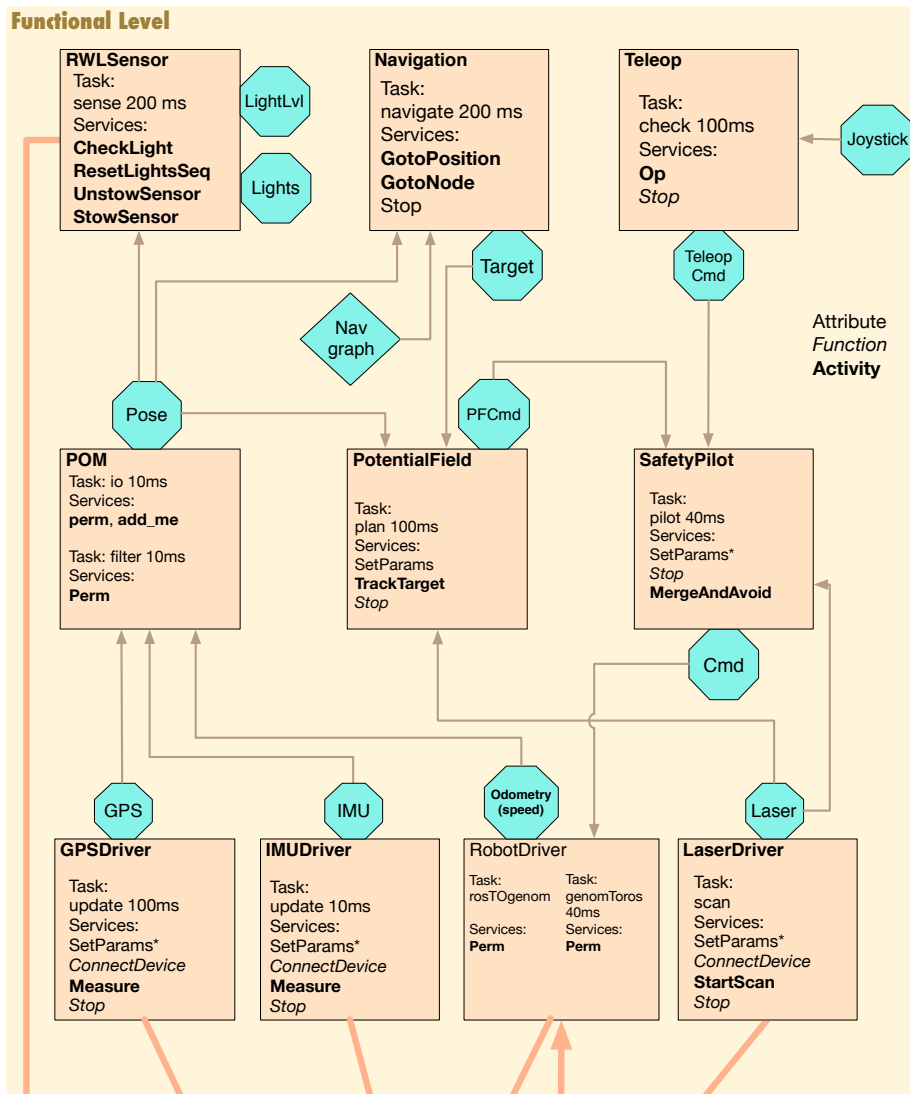 Functional Level
RWLSensor
Task:
sense 200 ms
Services:
CheckLight
ResetLightsSeq
UnstowSensor
StowSensor
LightLvl
Lights
Navigation
Task:
navigate 200 ms
Services:
GotoPosition
GotoNode
Stop
Teleop
Task:
check 100ms
Services:
Op
Stop
Joystick
Target
Teleop
Cmd
Nav
graph
Attribute
Function
Activity
Pose
PFCmd
POM
Task: io 10ms
Services:
perm, add_me
Task: filter 10ms
Services:
Perm
PotentialField
Task:
plan 100ms
Services:
SetParams
TrackTarget
Stop
SafetyPilot
Task:
pilot 40ms
Services:
SetParams*
Stop
MergeAndAvoid
Cmd
GPS
IMU
Odometry
(speed)
Laser
GPSDriver
Task:
update 100ms
Services:
SetParams*
ConnectDevice
Measure
Stop
IMUDriver
Task:
update 10ms
Services:
SetParams*
ConnectDevice
Measure
Stop
RobotDriver
Task:
rosTOgenom
Services:
Perm
Task:
genomToros
40ms
Services:
Perm
LaserDriver
Task:
scan
Services:
SetParams*
ConnectDevice
StartScan
Stop